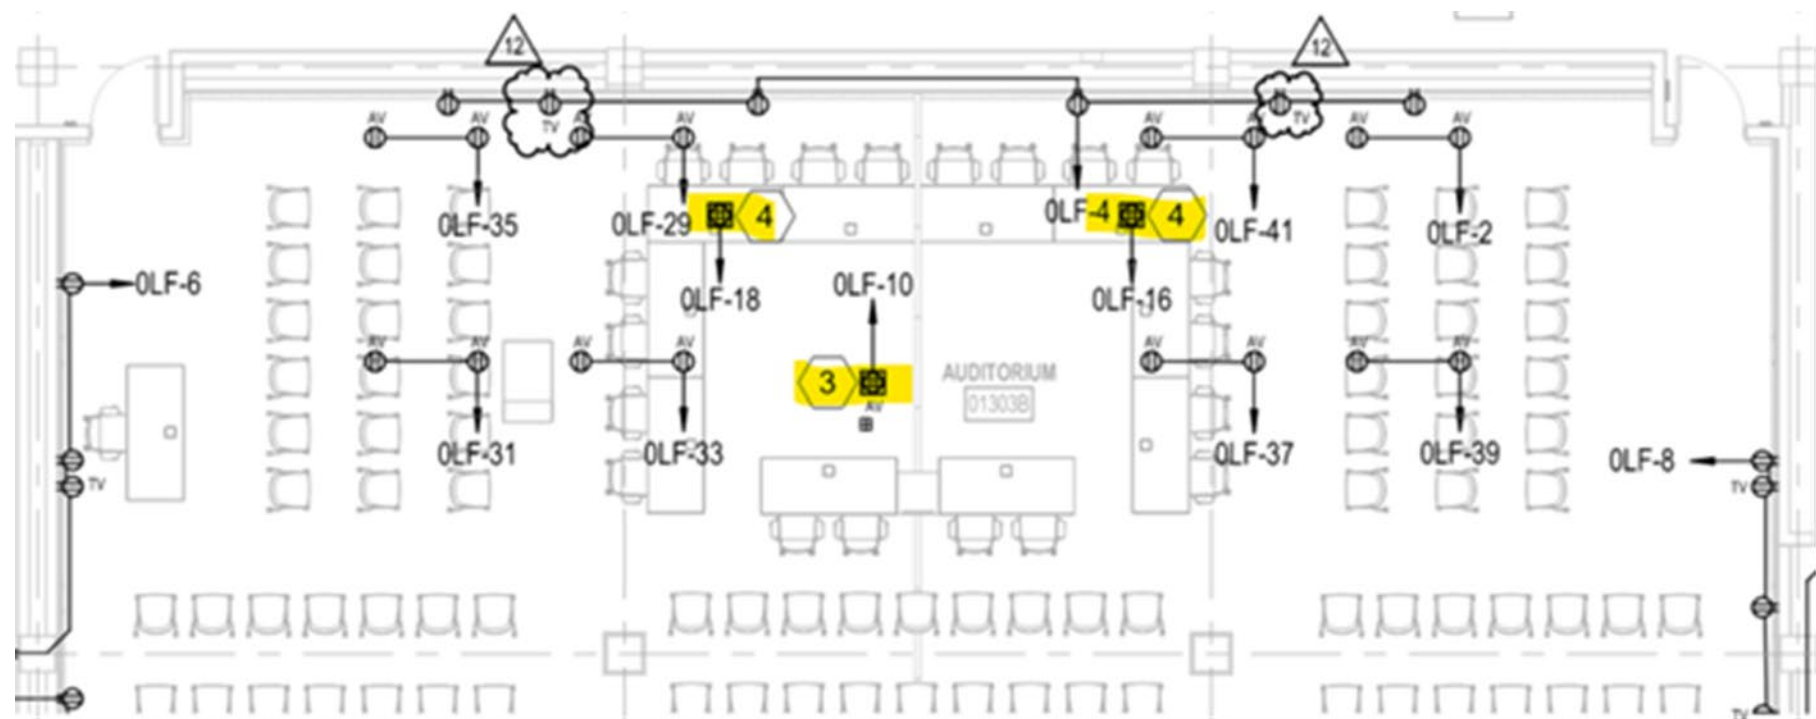 12
12
TV
TV
AV
AV
AV
AV
AV
AV
AV
AV
0LF-35
0LF-29
4
0LF-4
4
0LF-41
0LF-2
0LF-6
0LF-18
0LF-10
0LF-16
AV
AV
AV
AV
AV
AV
AV
AV
3
AV
AUDITORIUM
01303B
0LF-31
0LF-33
0LF-37
0LF-39
0LF-8
TV
TV
TV